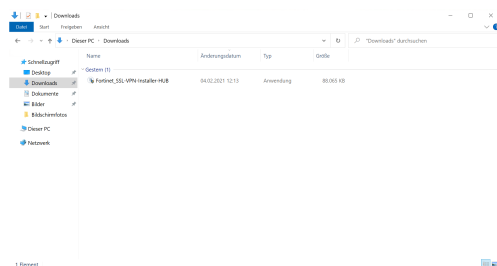 Downloads
Datei Start Freigeben Ansicht
Dieser PC Downloads "Downloads" durchsuchen
Name Änderungsdatum Typ Größe
Schnellzugriff
Gestern (1)
Desktop
Downloads Fortinet_SSL-VPN-Installer-HUB 04.02.2021 12:13 Anwendung 88.065 KB
Dokumente
Bilder
Bildschirmfotos
Dieser PC
Netzwerk
1 Element